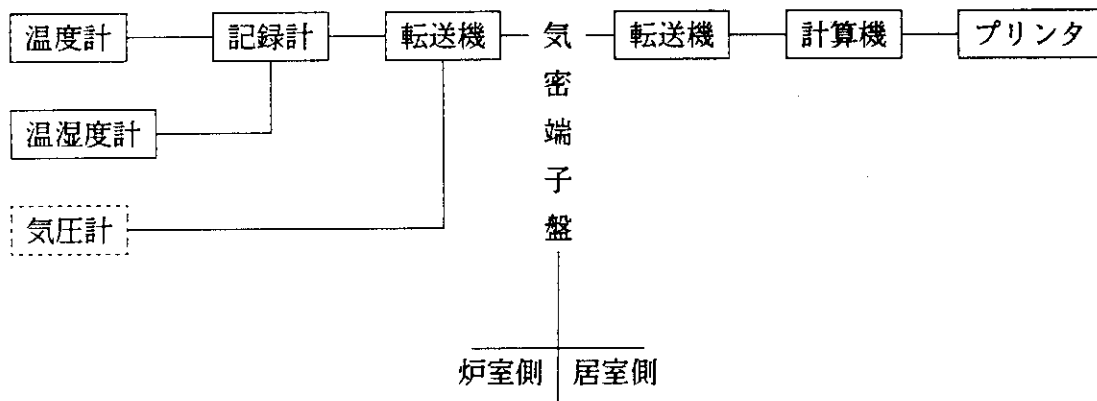 温度計 記録計 転送機 気密端子盤 転送機 計算機 プリンタ
温湿度計
気圧計
炉室側 居室側